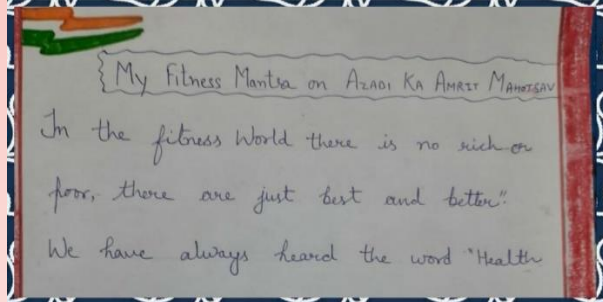 My Fitness Mantra on AZADI KA AMRIT MAHOTSAV
In the fitness World there is no rich or
poor, there are just best and better".
We have always heard the word "Health